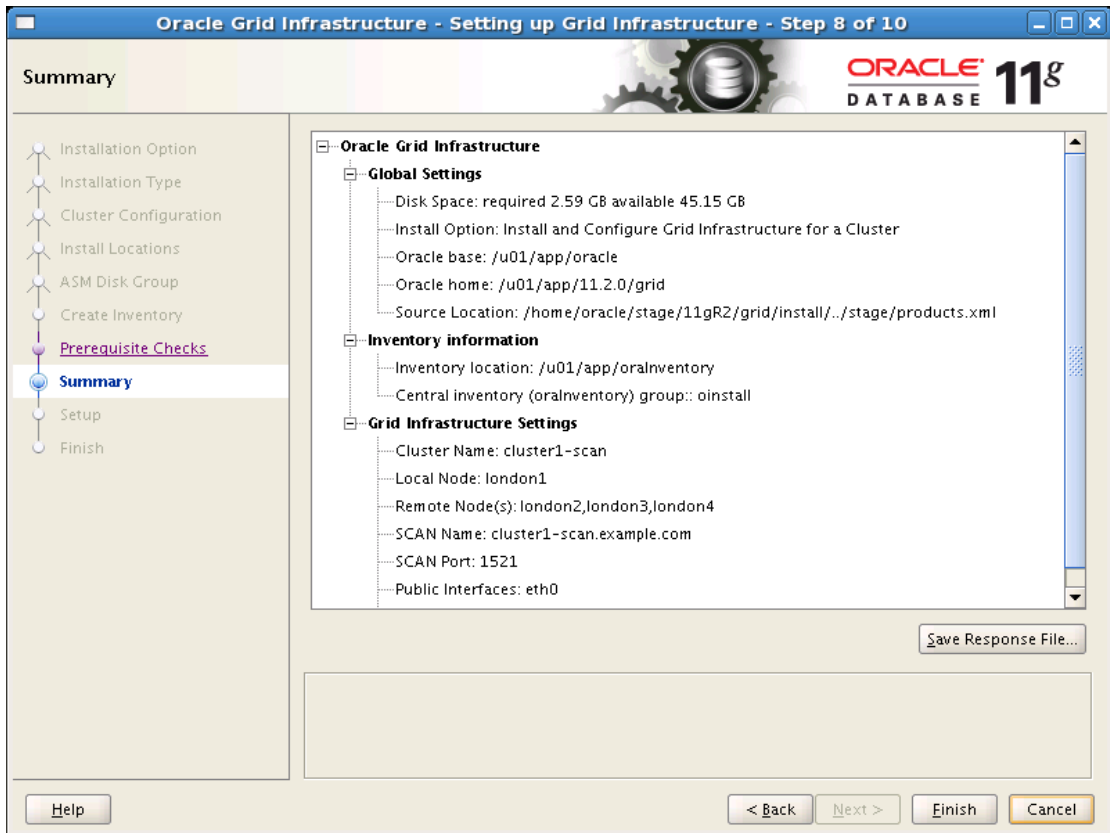 Oracle Grid Infrastructure - Setting up Grid Infrastructure - Step 8 of 10
Summary
ORACLE
DATABASE
11g
Installation Option
Installation Type
Cluster Configuration
Install Locations
ASM Disk Group
Create Inventory
Prerequisite Checks
Summary
Setup
Finish
Oracle Grid Infrastructure
Global Settings
Disk Space: required 2.59 GB available 45.15 GB
Install Option: Install and Configure Grid Infrastructure for a Cluster
Oracle base: /u01/app/oracle
Oracle home: /u01/app/11.2.0/grid
Source Location: /home/oracle/stage/11gR2/grid/install/../stage/products.xml
Inventory information
Inventory location: /u01/app/oraInventory
Central inventory (oraInventory) group:: oinstall
Grid Infrastructure Settings
Cluster Name: cluster1-scan
Local Node: london1
Remote Node(s): london2,london3,london4
SCAN Name: cluster1-scan.example.com
SCAN Port: 1521
Public Interfaces: eth0
Save Response File...
Help
< Back
Next >
Finish
Cancel